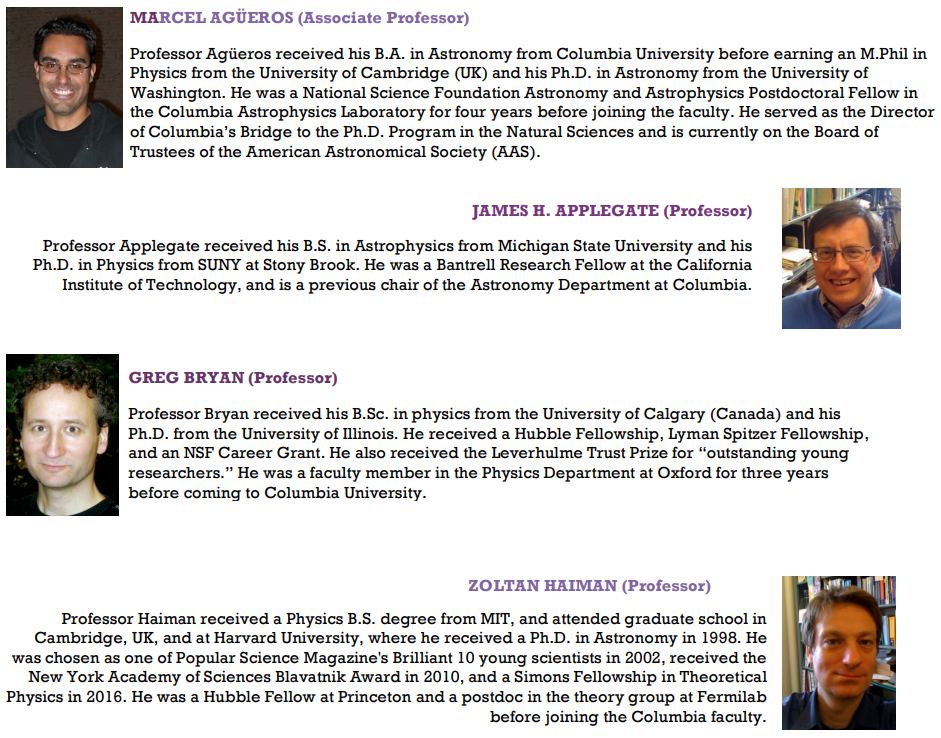 MARCEL AGÜEROS (Associate Professor)
Professor Agüeros received his B.A. in Astronomy from Columbia University before earning an M.Phil in
Physics from the University of Cambridge (UK) and his Ph.D. in Astronomy from the University of
Washington. He was a National Science Foundation Astronomy and Astrophysics Postdoctoral Fellow in
the Columbia Astrophysics Laboratory for four years before joining the faculty. He served as the Director
of Columbia's Bridge to the Ph.D. Program in the Natural Sciences and is currently on the Board of
Trustees of the American Astronomical Society (AAS).
JAMES H. APPLEGATE (Professor)
Professor Applegate received his B.S. in Astrophysics from Michigan State University and his
Ph.D. in Physics from SUNY at Stony Brook. He was a Bantrell Research Fellow at the California
Institute of Technology, and is a previous chair of the Astronomy Department at Columbia.
GREG BRYAN (Professor)
Professor Bryan received his B.Sc. in physics from the University of Calgary (Canada) and his
Ph.D. from the University of Illinois. He received a Hubble Fellowship, Lyman Spitzer Fellowship,
and an NSF Career Grant. He also received the Leverhulme Trust Prize for “outstanding young
researchers.” He was a faculty member in the Physics Department at Oxford for three years
before coming to Columbia University.
ZOLTAN HAIMAN (Professor)
Professor Haiman received a Physics B.S. degree from MIT, and attended graduate school in
Cambridge, UK, and at Harvard University, where he received a Ph.D. in Astronomy in 1998. He
was chosen as one of Popular Science Magazine's Brilliant 10 young scientists in 2002, received the
New York Academy of Sciences Blavatnik Award in 2010, and a Simons Fellowship in Theoretical
Physics in 2016. He was a Hubble Fellow at Princeton and a postdoc in the theory group at Fermilab
before joining the Columbia faculty.